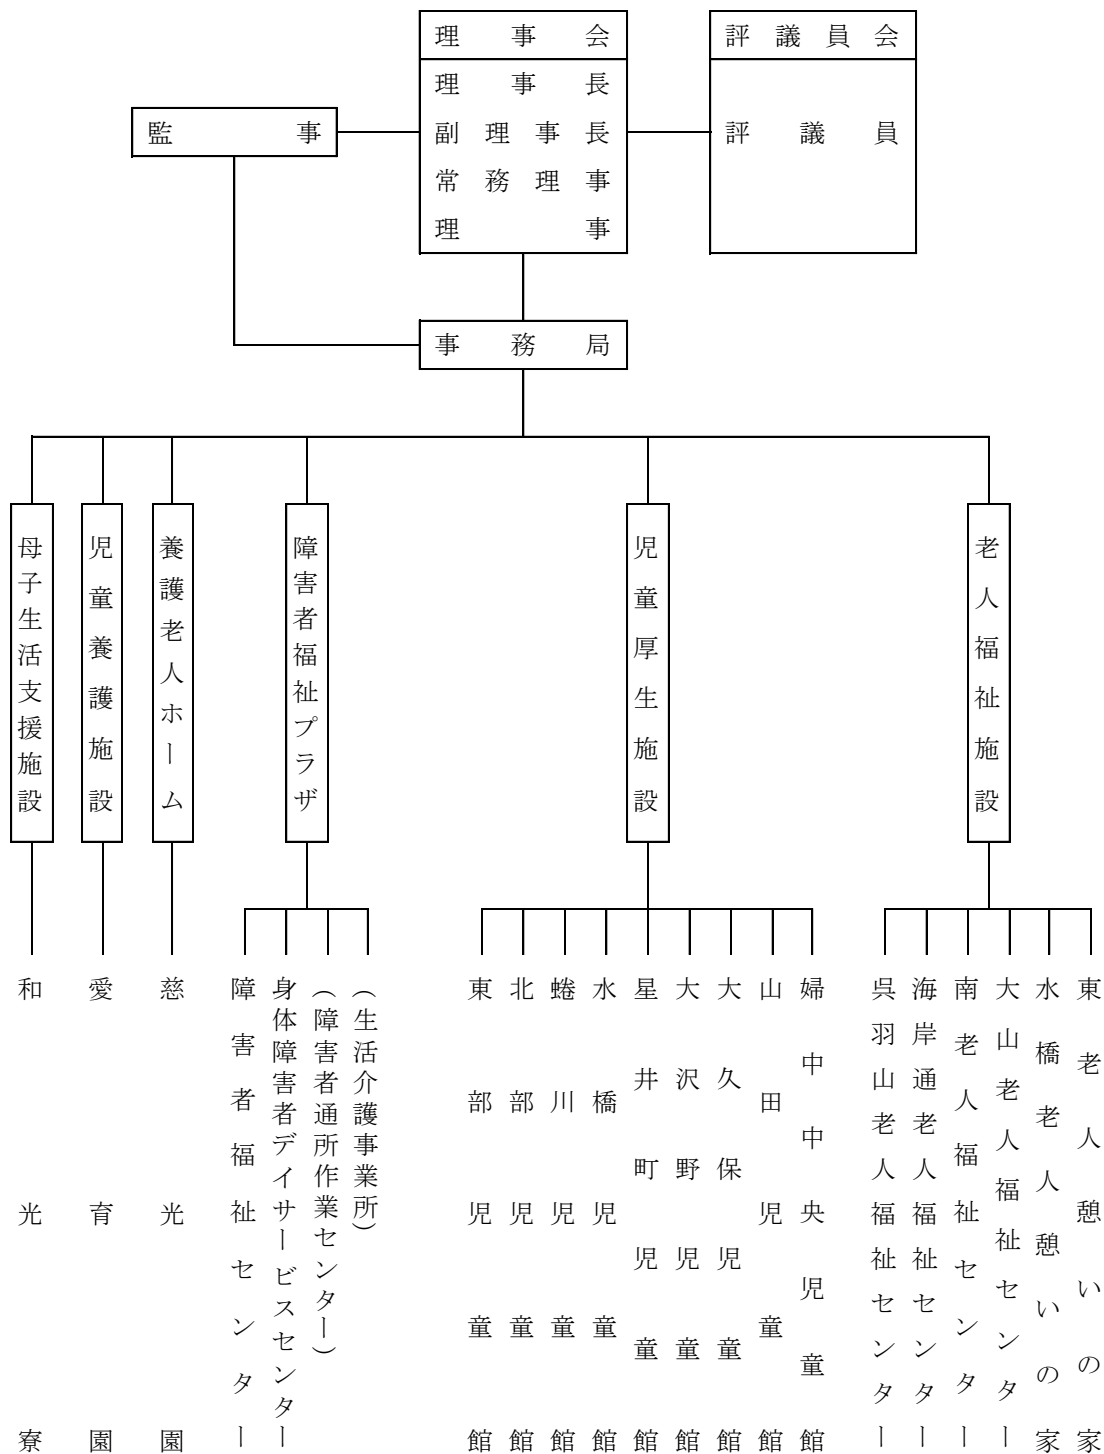 理事会
理事長
副理事長
常務理事
理事
評議員会
評議員
監事
事務局
母子生活支援施設
児童養護施設
養護老人ホーム
障害者福祉プラザ
児童厚生施設
老人福祉施設
和光寮
愛育園
慈光園
障害者福祉センター
身体障害者デイサービスセンター
(障害者通所作業センター)
(生活介護事業所)
東部児童館
北部児童館
蜷川児童館
水橋児童館
星井町児童館
大沢野児童館
大久保児童館
山田児童館
婦中中央児童館
呉羽山老人福祉センター
海岸通老人福祉センター
南老人福祉センター
大山老人福祉センター
水橋老人憩いの家
東老人憩いの家